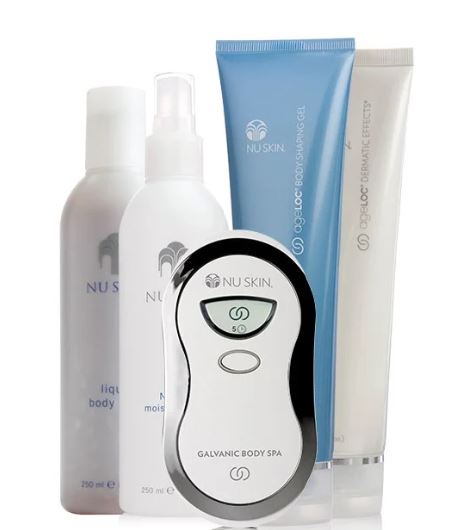 NU SKIN
liqu
body
250 ml
NU
N
mois
250 ml
NU SKIN.
ageLOC® BODY SHAPING GEL
ageLOC® DERMATIC EFFECTS®
NU SKIN.
5
GALVANIC BODY SPA